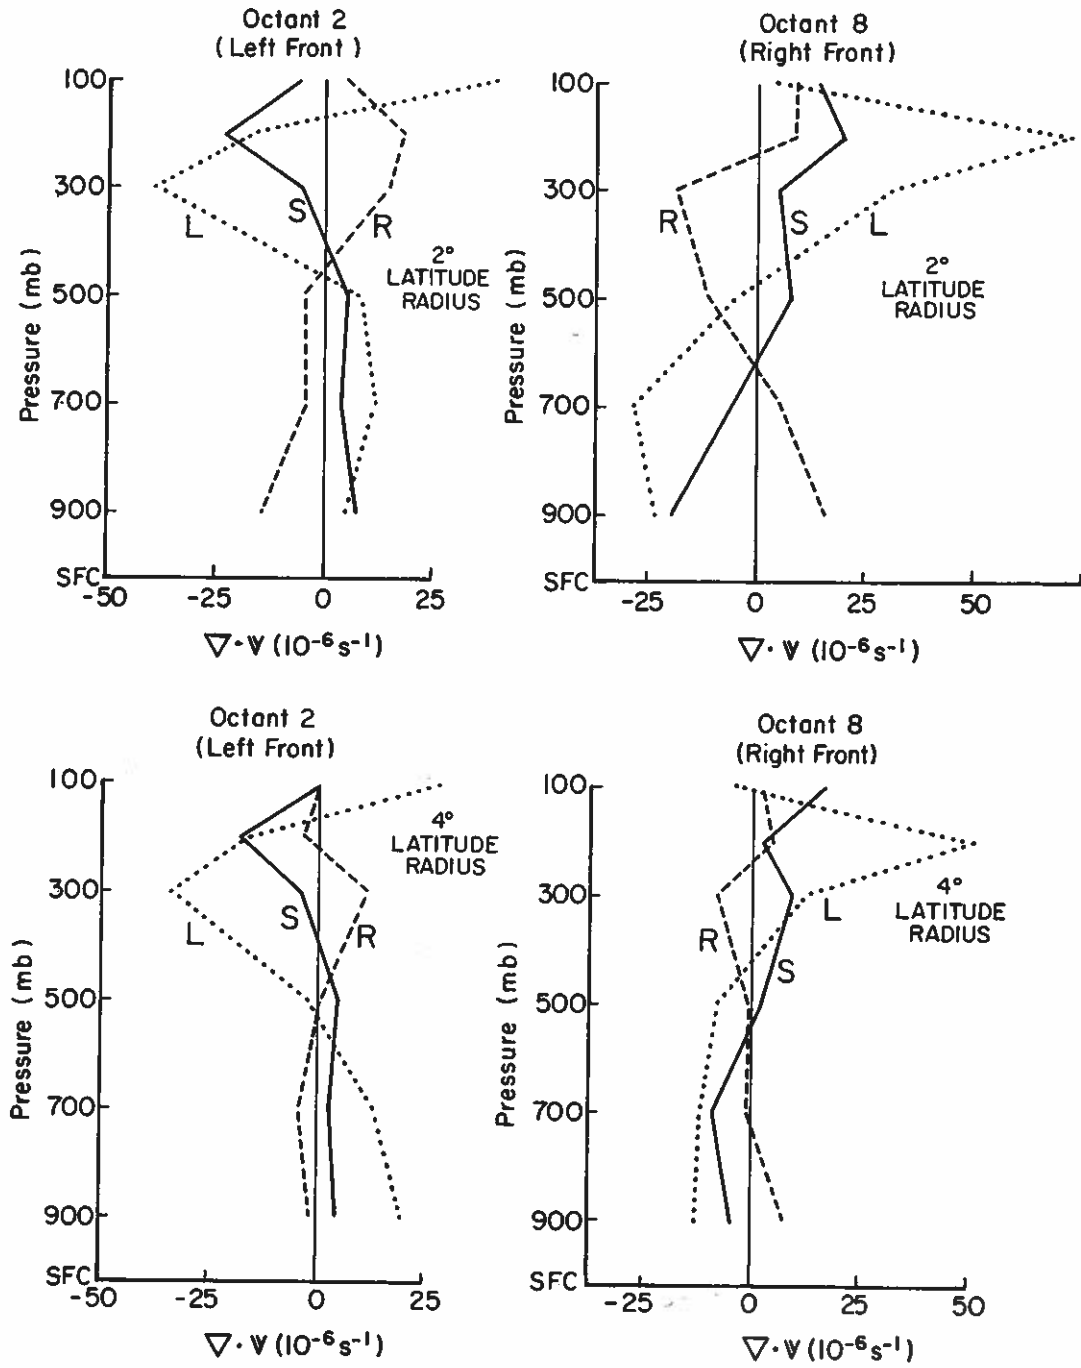 Octant 2
(Left Front)
100
300
500
700
900
SFC
Pressure (mb)
L
S
R
2°
LATITUDE
RADIUS
-50
-25
0
25
▽·V (10⁻⁶s⁻¹)
Octant 8
(Right Front)
100
300
500
700
900
SFC
Pressure (mb)
R
S
L
2°
LATITUDE
RADIUS
-25
0
25
50
▽·V (10⁻⁶s⁻¹)
Octant 2
(Left Front)
100
300
500
700
900
SFC
Pressure (mb)
4°
LATITUDE
RADIUS
L
S
R
-50
-25
0
25
▽·V (10⁻⁶s⁻¹)
Octant 8
(Right Front)
100
300
500
700
900
SFC
Pressure (mb)
R
S
L
4°
LATITUDE
RADIUS
-25
0
25
50
▽·V (10⁻⁶s⁻¹)